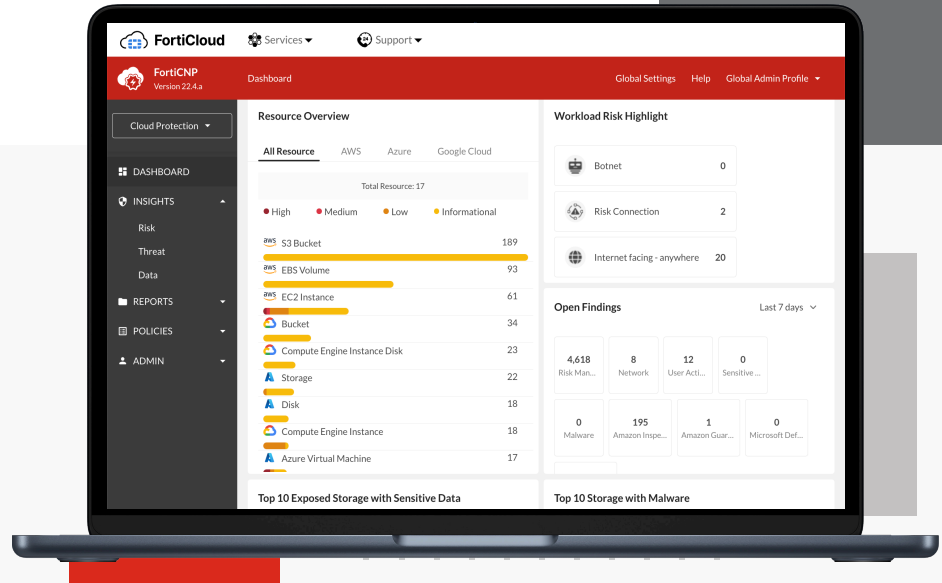 FortiCloud Services Support
FortiCNP
Version 22.4.a
Dashboard Global Settings Help Global Admin Profile
Cloud Protection
DASHBOARD
INSIGHTS
Risk
Threat
Data
REPORTS
POLICIES
ADMIN
Resource Overview
All Resource AWS Azure Google Cloud
Total Resource: 17
High Medium Low Informational
aws S3 Bucket 189
aws EBS Volume 93
aws EC2 Instance 61
Bucket 34
Compute Engine Instance Disk 23
Storage 22
Disk 18
Compute Engine Instance 18
Azure Virtual Machine 17
Top 10 Exposed Storage with Sensitive Data
Workload Risk Highlight
Botnet 0
Risk Connection 2
Internet facing - anywhere 20
Open Findings Last 7 days
4,618 8 12 0
Risk Man... Network User Acti... Sensitive ...
0 195 1 0
Malware Amazon Inspe... Amazon Guar... Microsoft Def...
Top 10 Storage with Malware